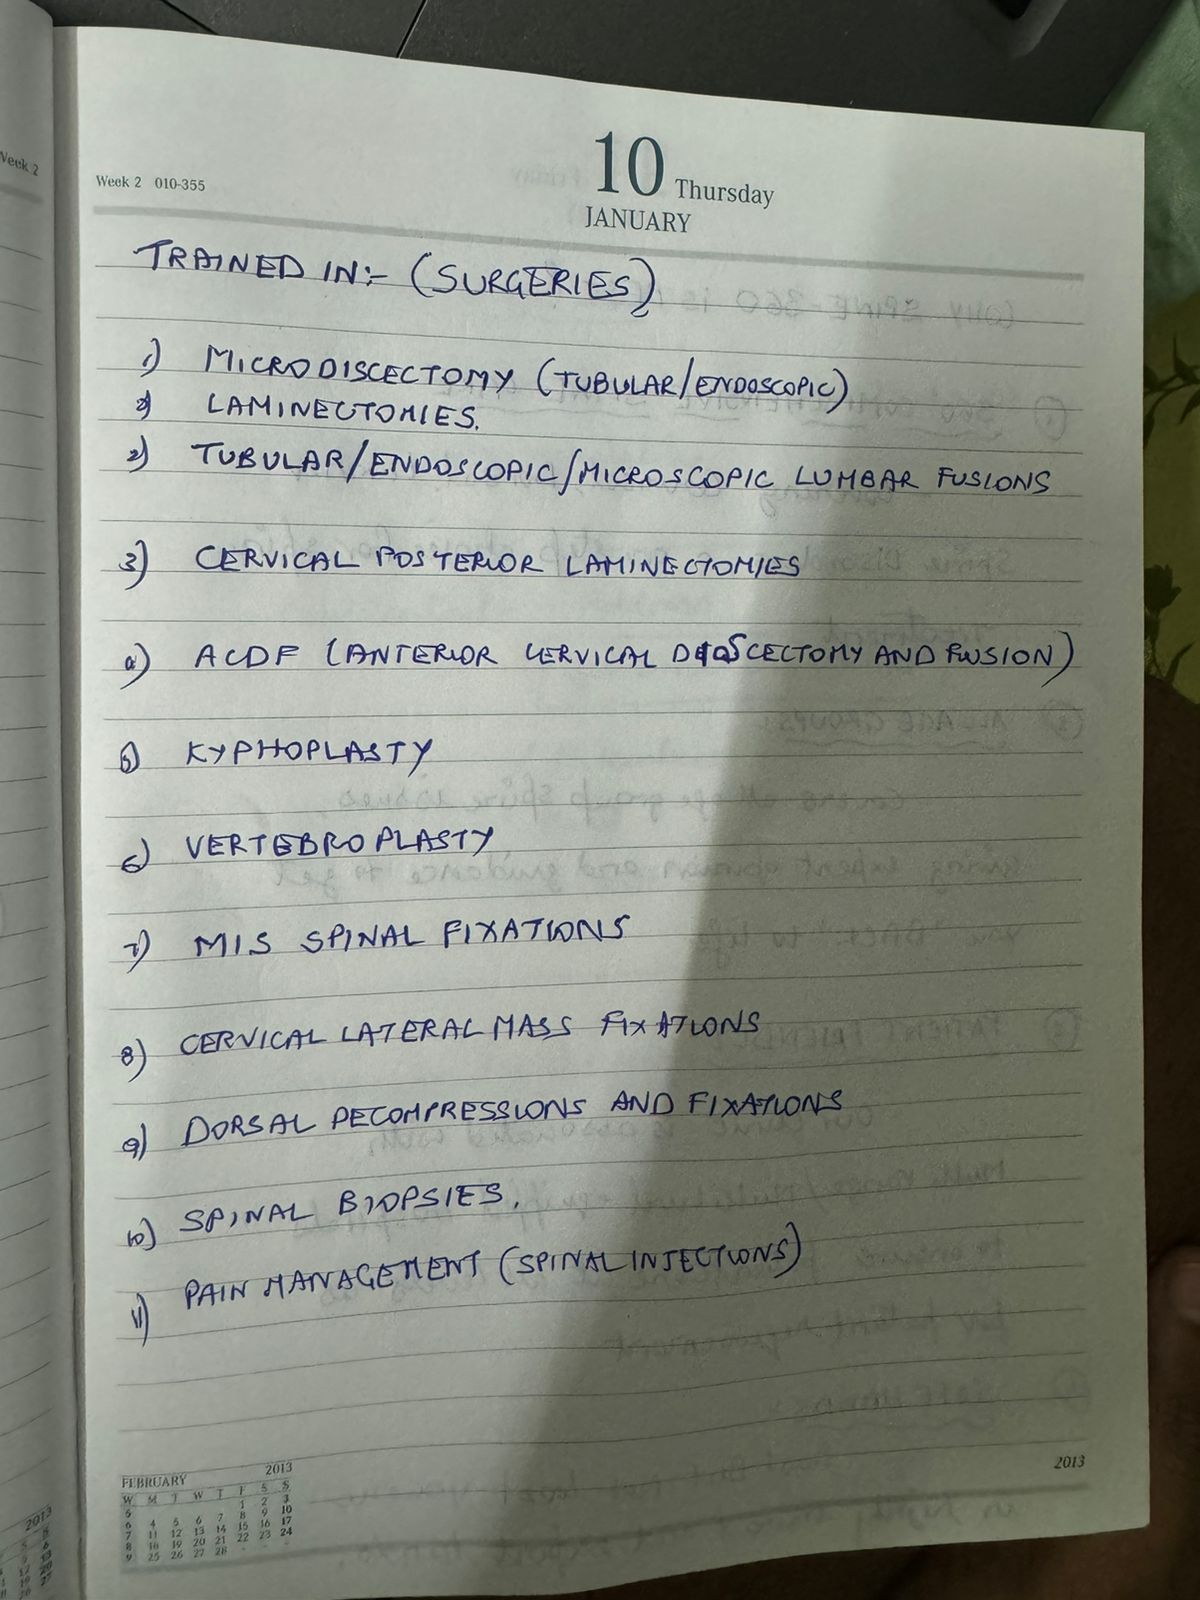 Week 2
Week 2 010-355
10 Thursday
JANUARY
TRAINED IN:- (SURGERIES)
1) MICRODISCECTOMY (TUBULAR/ENDOSCOPIC)
LAMINECTOMIES.
2) TUBULAR/ENDOSCOPIC/MICROSCOPIC LUMBAR FUSIONS
3) CERVICAL POSTERIOR LAMINECTOMIES
4) ACDF (ANTERIOR CERVICAL DISCECTOMY AND FUSION)
5) KYPHOPLASTY
6) VERTEBROPLASTY
7) MIS SPINAL FIXATIONS
8) CERVICAL LATERAL MASS FIXATIONS
9) DORSAL DECOMPRESSIONS AND FIXATIONS
10) SPINAL BIOPSIES.
11) PAIN MANAGEMENT (SPINAL INJECTIONS)
FEBRUARY 2013
W M T W T F S S
5 1 2 3
6 4 5 6 7 8 9 10
7 11 12 13 14 15 16 17
8 18 19 20 21 22 23 24
9 25 26 27 28 - - -
2013
2013